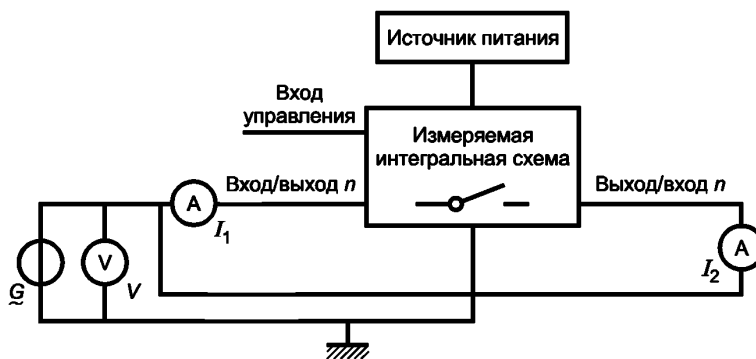 Источник питания
Вход
управления
Измеряемая
интегральная схема
Вход/выход n
Выход/вход n
A
I1
A
I2
G
~
V
V